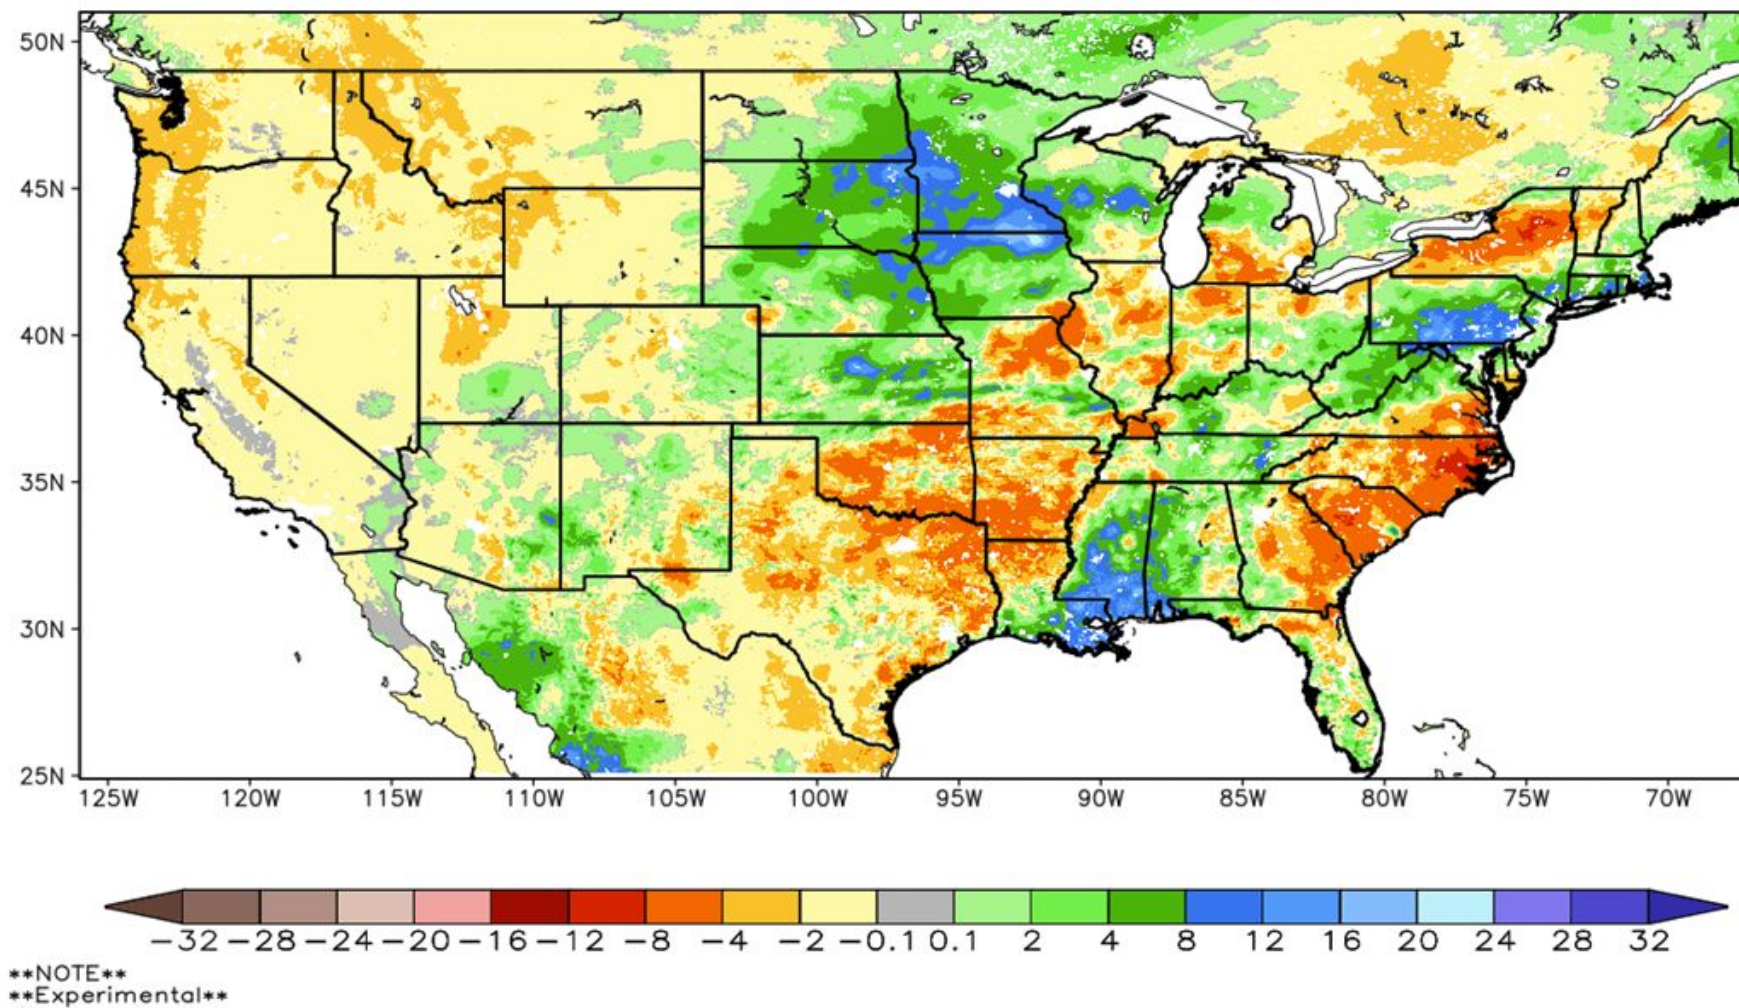 50N
45N
40N
35N
30N
25N
125W 120W 115W 110W 105W 100W 95W 90W 85W 80W 75W 70W
-32 -28 -24 -20 -16 -12 -8 -4 -2 -0.1 0.1 2 4 8 12 16 20 24 28 32
**NOTE**
**Experimental**